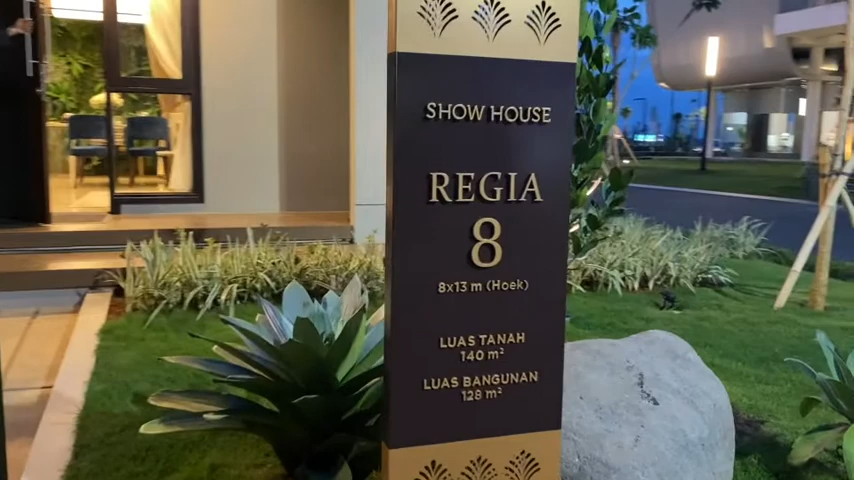 SHOW HOUSE
REGIA
8
8x13 m (Hoek)
LUAS TANAH
140 m²
LUAS BANGUNAN
128 m²